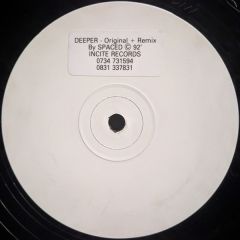 DEEPER - Original + Remix
By SPACED © 92'
INCITE RECORDS
0734 731594
0831 337831